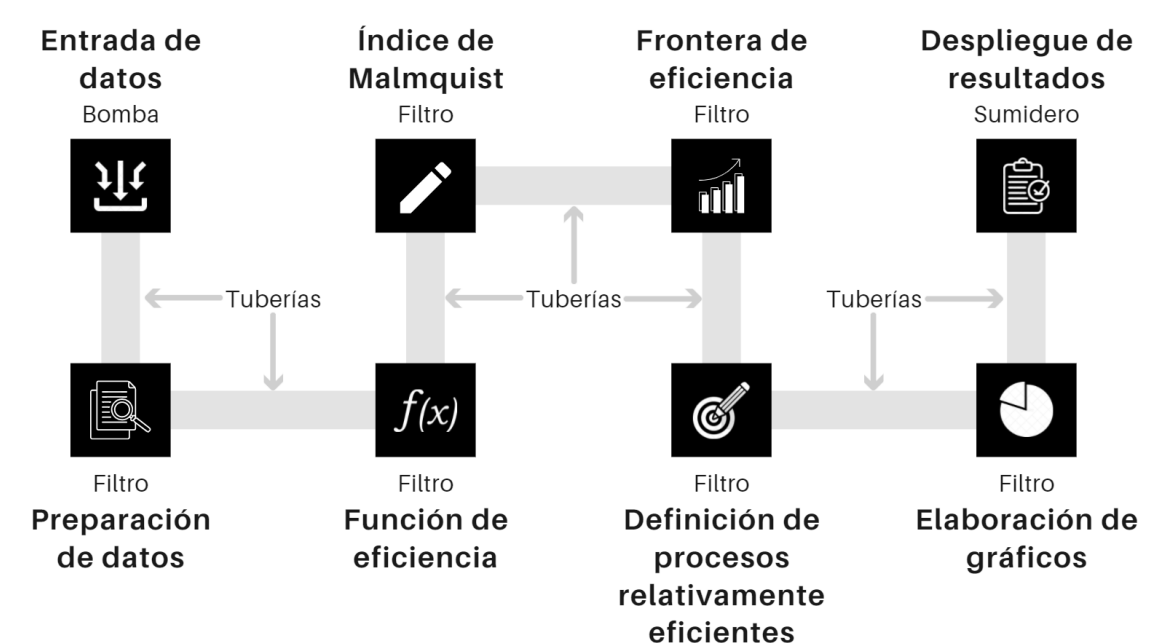 Entrada de
datos
Bomba
Índice de
Malmquist
Filtro
Frontera de
eficiencia
Filtro
Despliegue de
resultados
Sumidero
Tuberías
Tuberías
Tuberías
f(x)
Filtro
Preparación
de datos
Filtro
Función de
eficiencia
Filtro
Definición de
procesos
relativamente
eficientes
Filtro
Elaboración de
gráficos